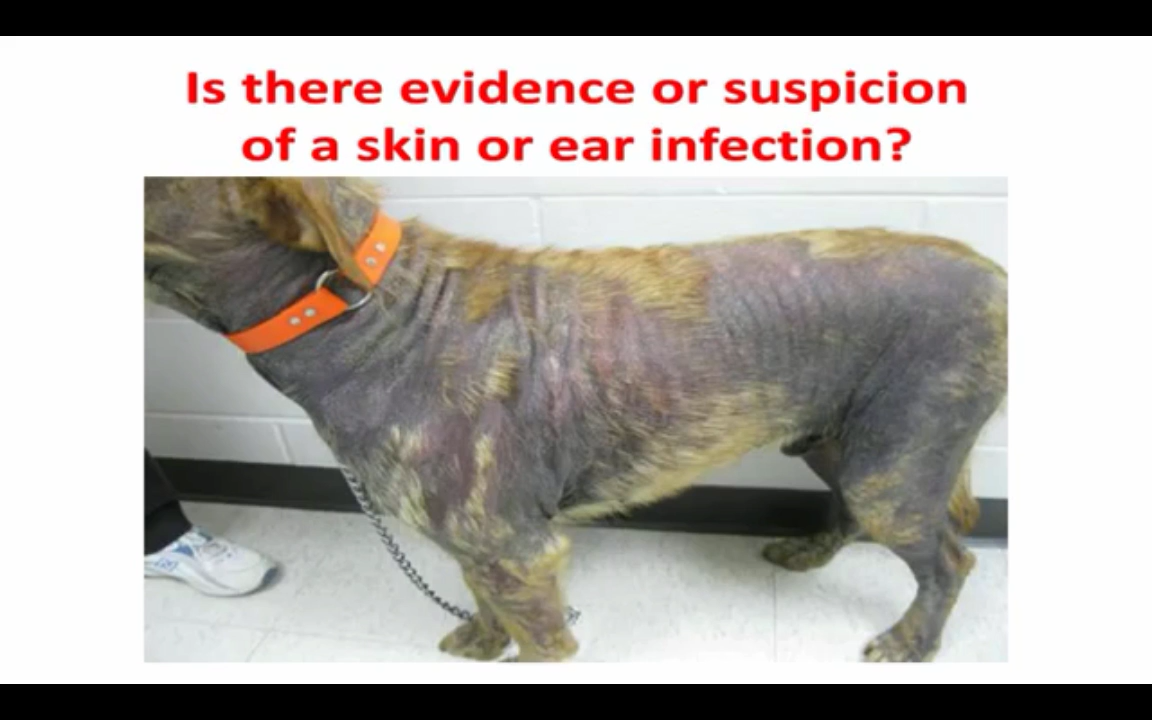 Is there evidence or suspicion
of a skin or ear infection?